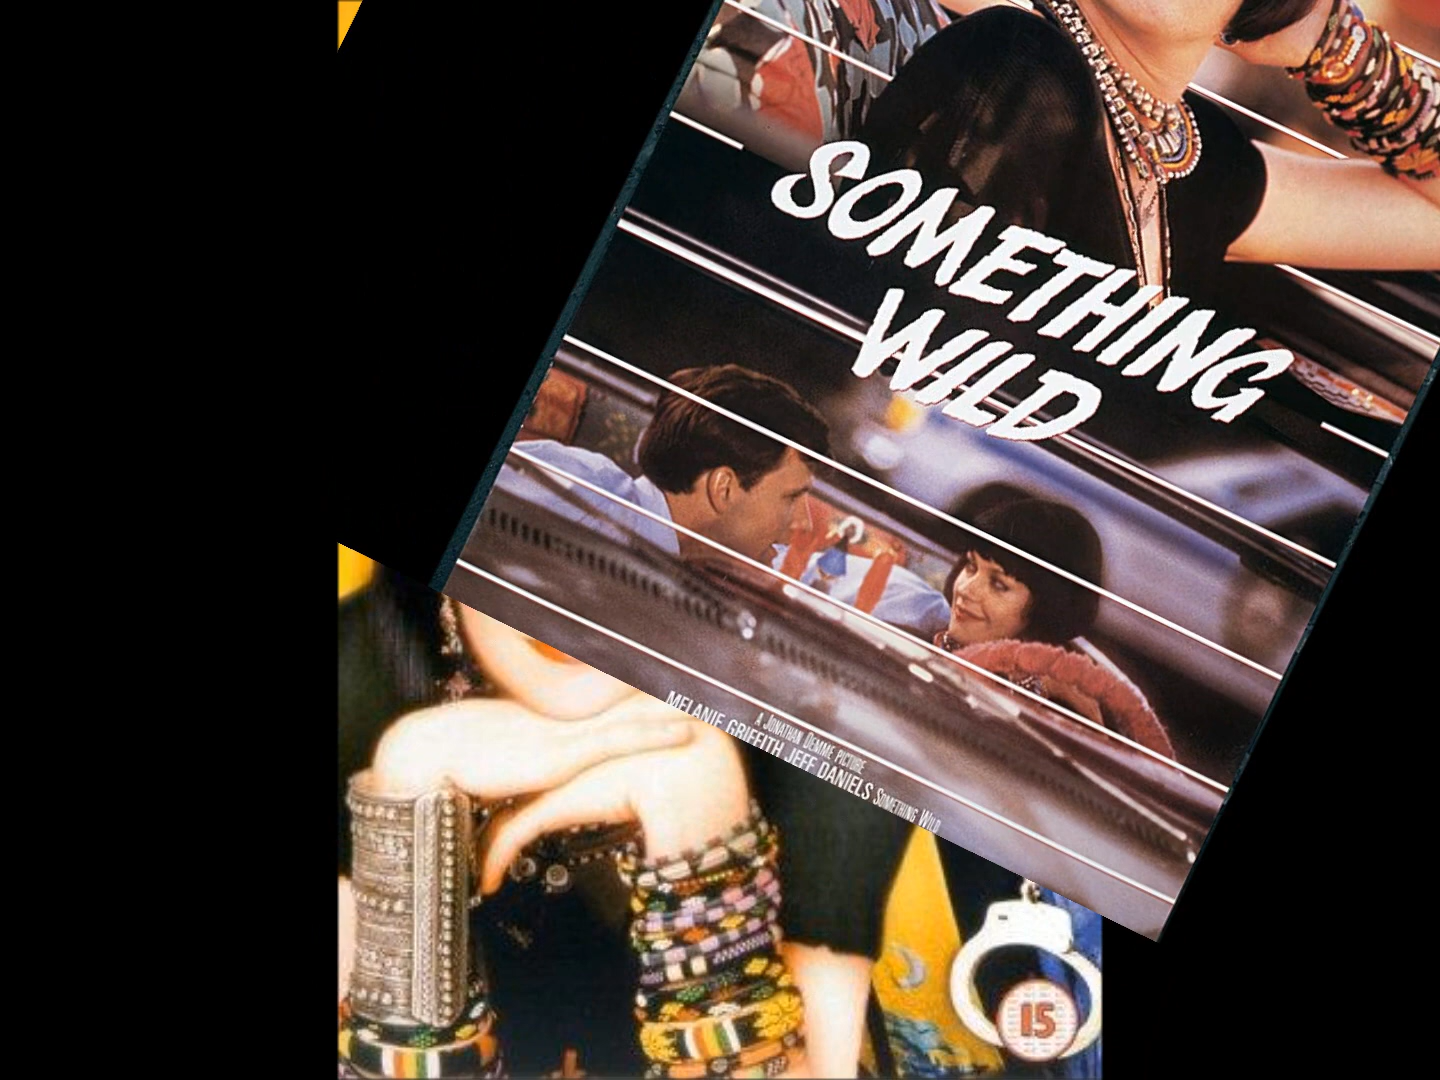 SOMETHING
WILD
A JONATHAN DEMME PICTURE
MELANIE GRIFFITH JEFF DANIELS SOMETHING WILD
15